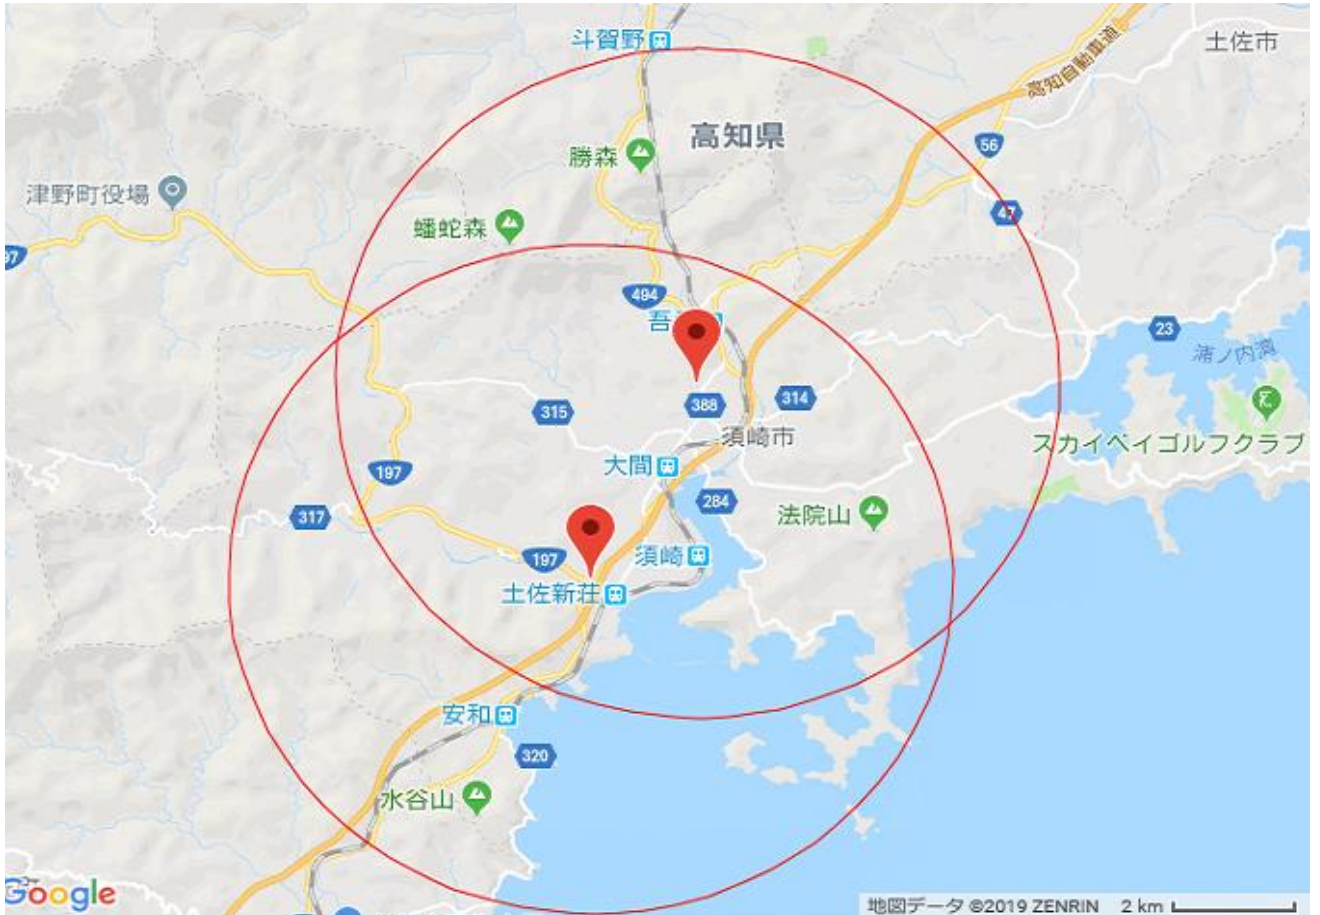 斗賀野
土佐市
高知自動車道
高知県
56
勝森
津野町役場
47
蟠蛇森
97
494
吾
23
浦ノ内湾
388
314
315
須崎市
スカイベイゴルフクラブ
大間
197
284
317
法院山
197
須崎
土佐新荘
安和
320
水谷山
Google
地図データ ©2019 ZENRIN 2 km